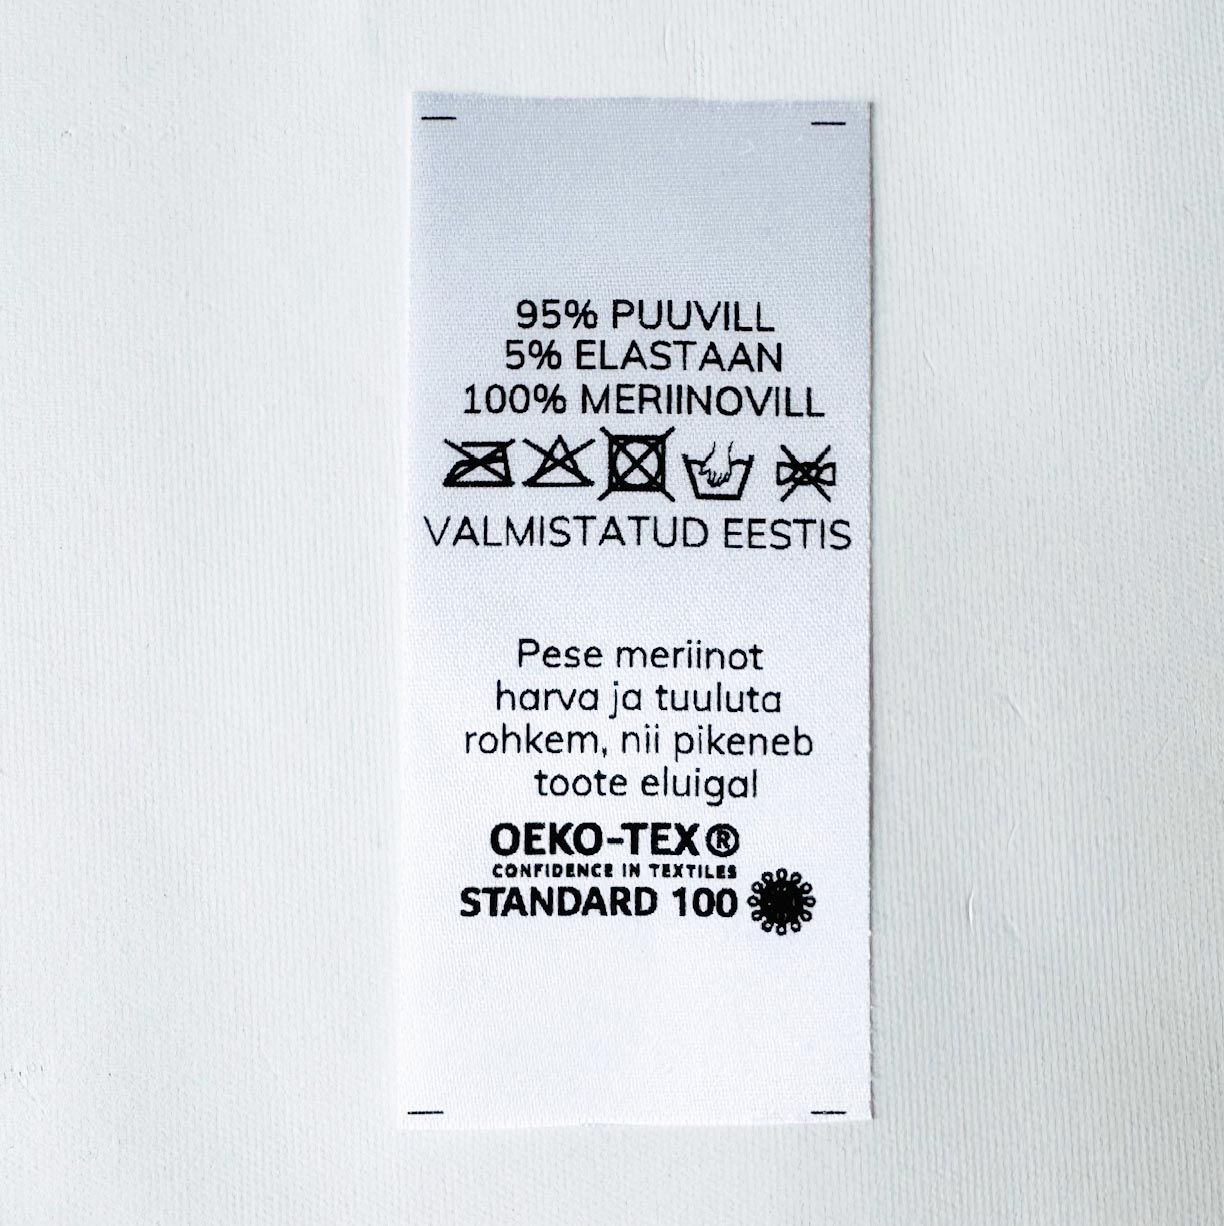 95% PUUVILL
5% ELASTAAN
100% MERIINOVILL
VALMISTATUD EESTIS
Pese meriinot
harva ja tuuluta
rohkem, nii pikeneb
toote eluigal
OEKO-TEX®
CONFIDENCE IN TEXTILES
STANDARD 100